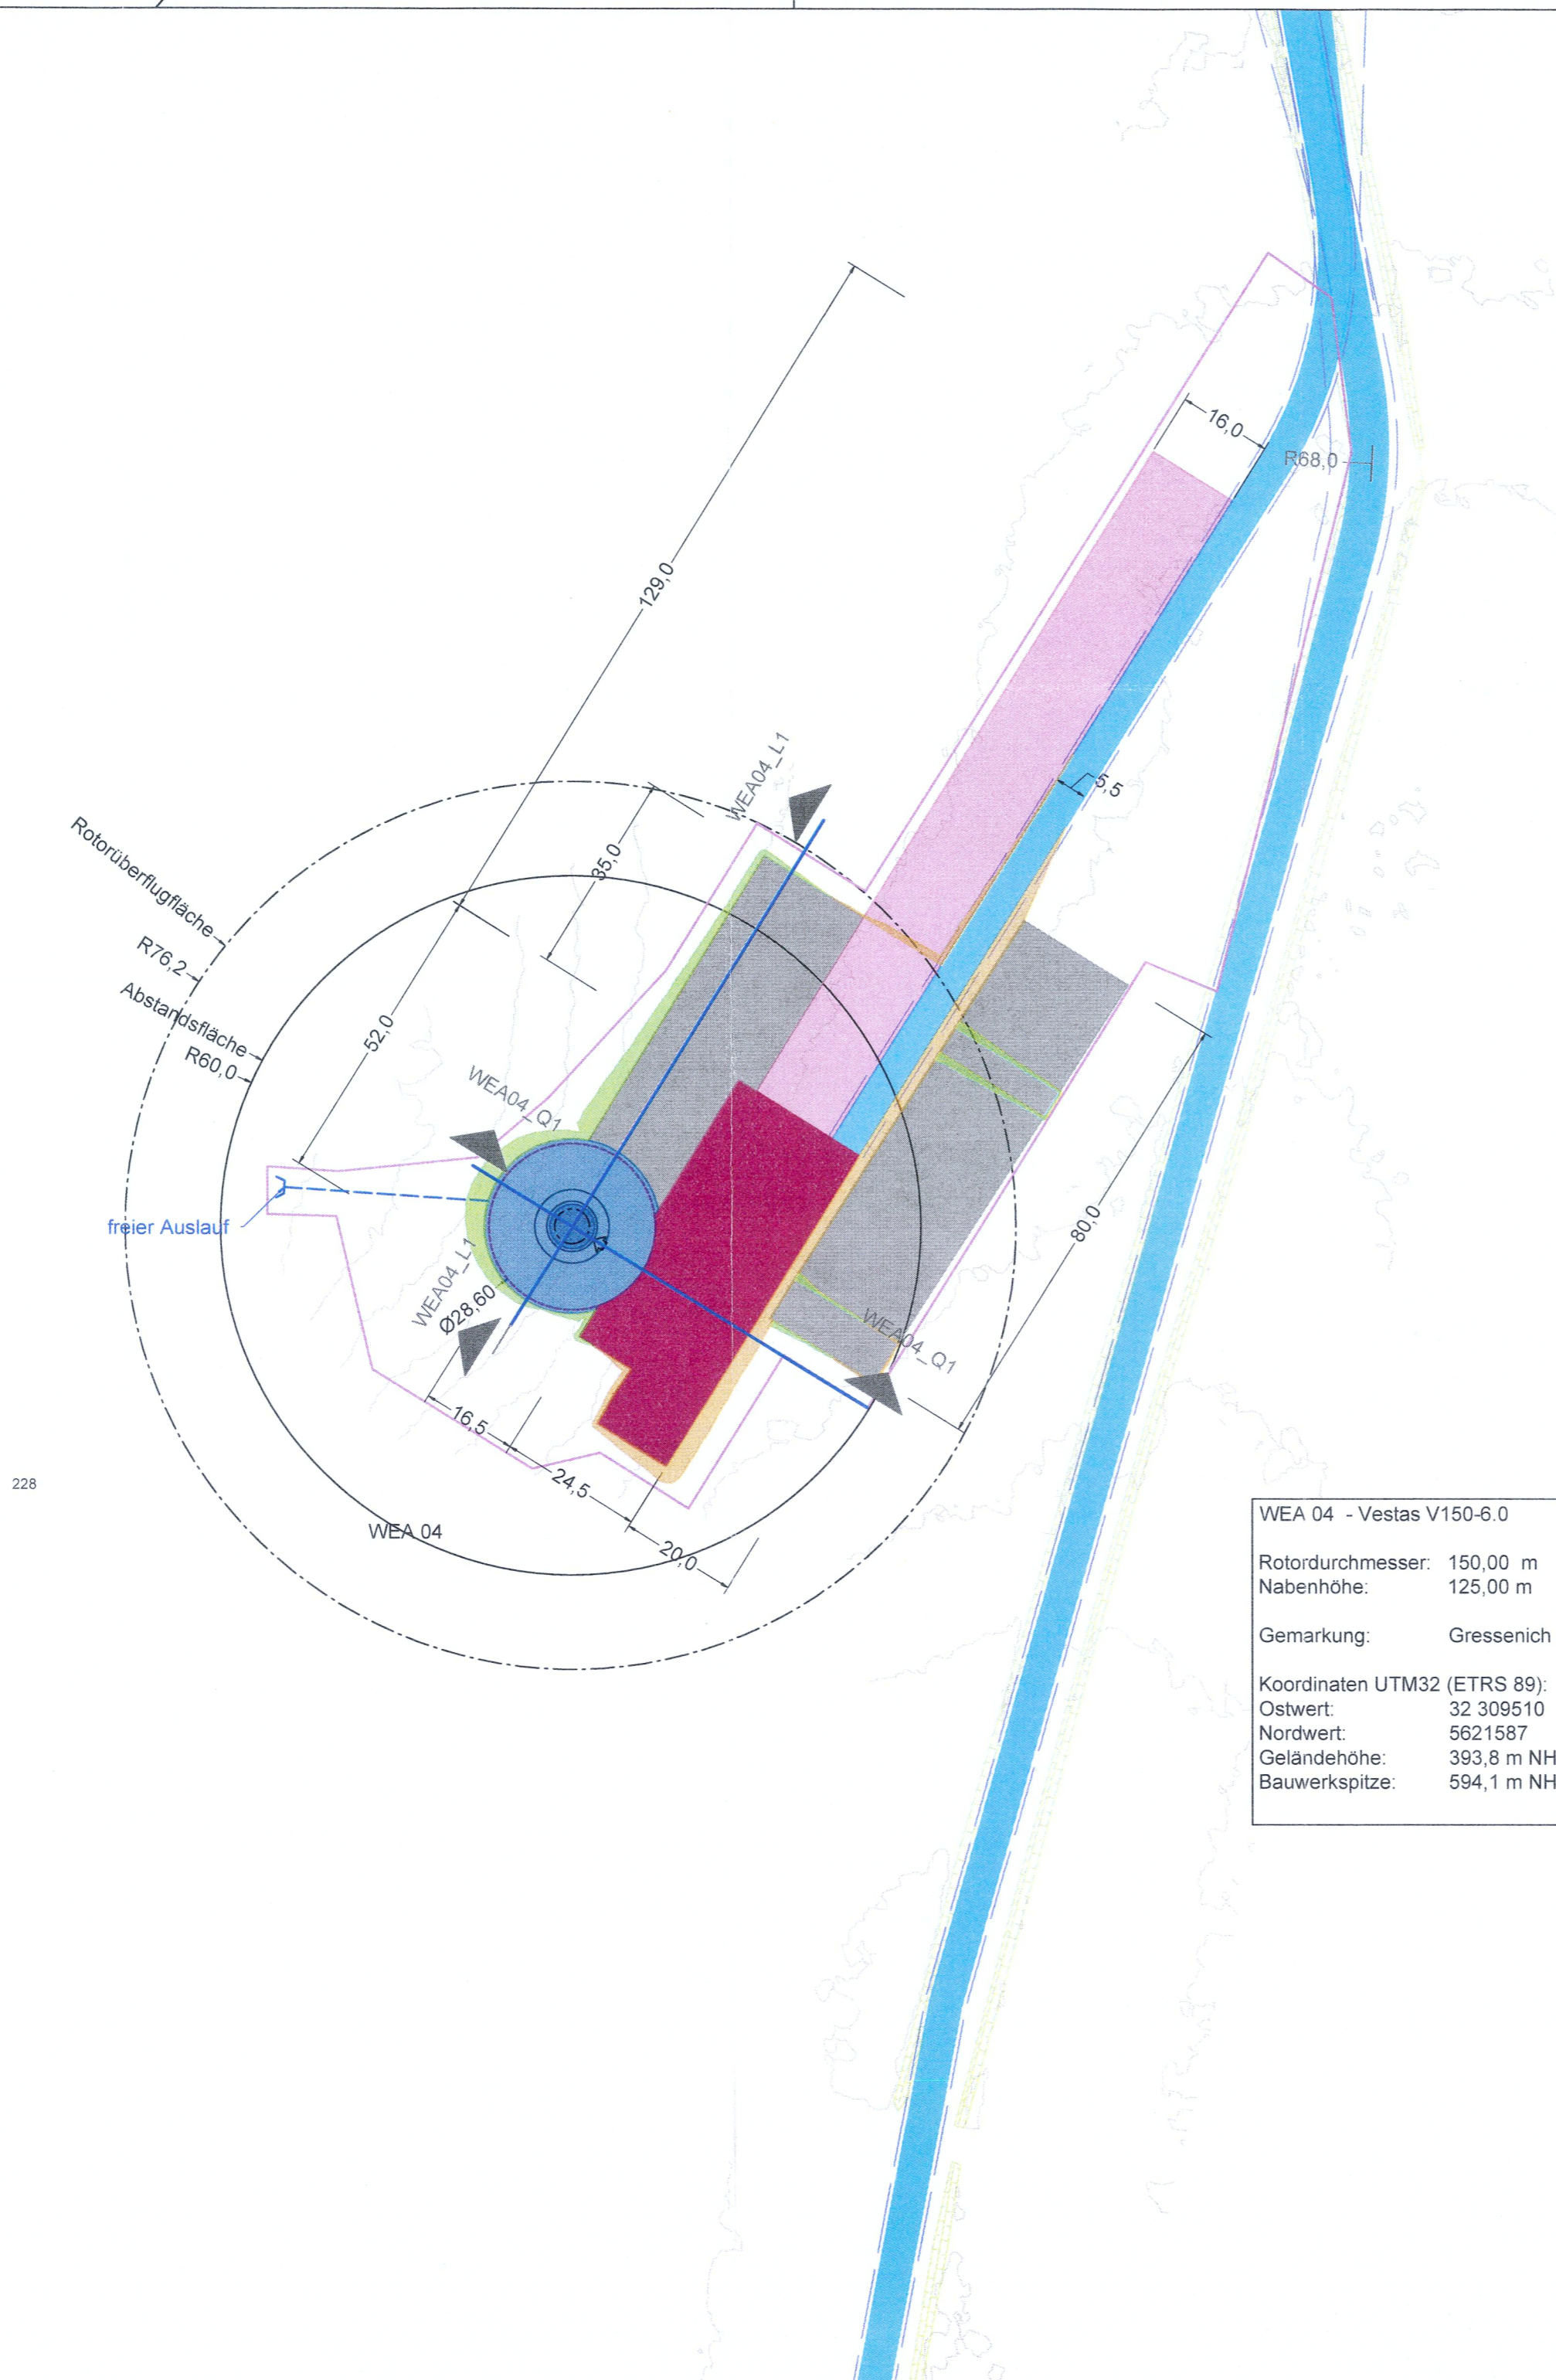 16,0
R68,0
129,0
WEA04_L1
5,5
35,0
Rotorüberflugfläche
R76,2
Abstandsfläche
R60,0
52,0
WEA04_Q1
freier Auslauf
80,0
WEA04_L1
Ø28,60
WEA04_Q1
16,5
24,5
20,0
228
WEA 04
WEA 04 - Vestas V150-6.0
Rotordurchmesser: 150,00 m
Nabenhöhe: 125,00 m
Gemarkung: Gressenich
Koordinaten UTM32 (ETRS 89):
Ostwert: 32 309510
Nordwert: 5621587
Geländehöhe: 393,8 m NH
Bauwerkspitze: 594,1 m NH